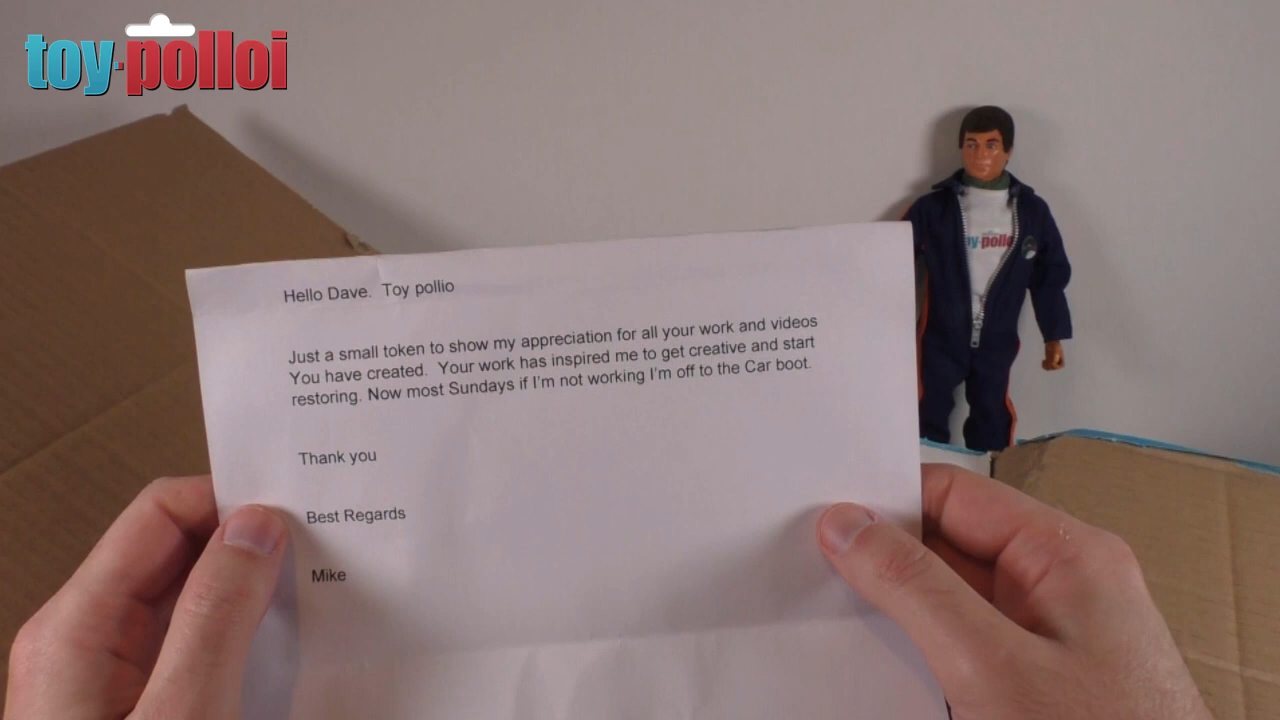 toy-polloi
Hello Dave.  Toy pollio
Just a small token to show my appreciation for all your work and videos
You have created.  Your work has inspired me to get creative and start
restoring. Now most Sundays if I'm not working I'm off to the Car boot.
Thank you
Best Regards
Mike
toy-polloi